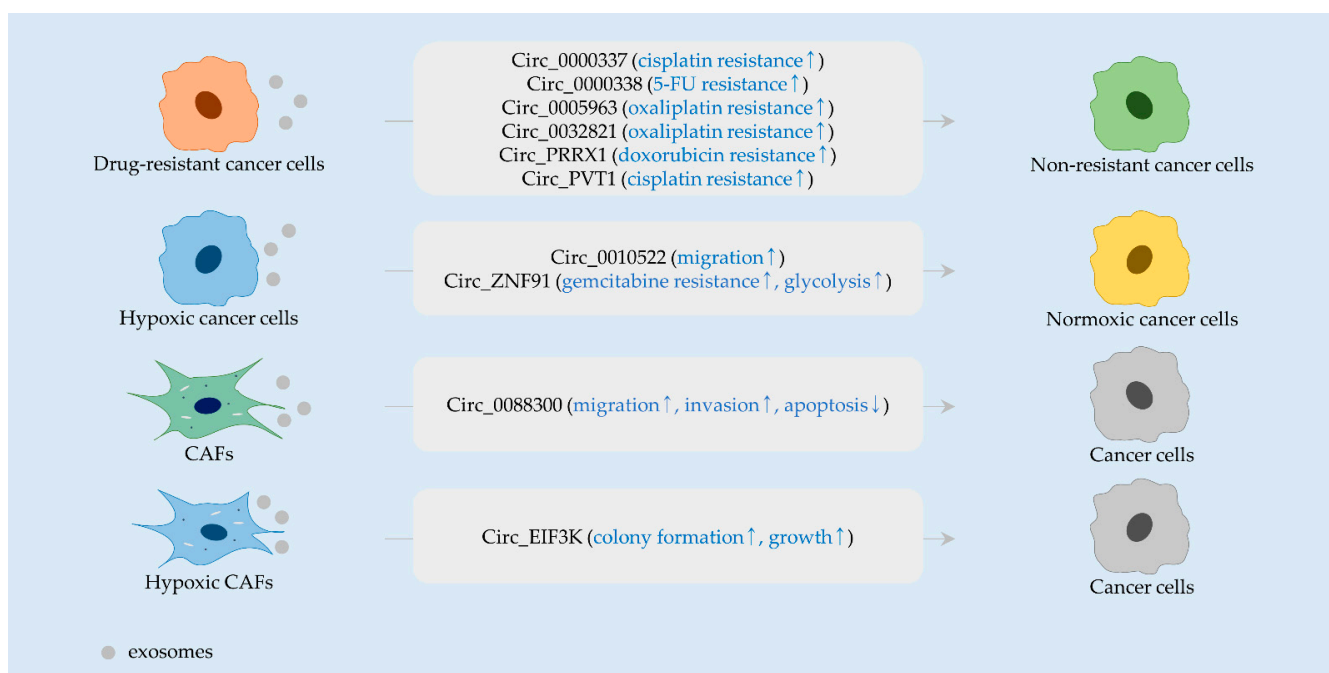 Circ_0000337 (cisplatin resistance↑)
Circ_0000338 (5-FU resistance↑)
Circ_0005963 (oxaliplatin resistance↑)
Circ_0032821 (oxaliplatin resistance↑)
Circ_PRRX1 (doxorubicin resistance↑)
Circ_PVT1 (cisplatin resistance↑)
Drug-resistant cancer cells
Non-resistant cancer cells
Circ_0010522 (migration↑)
Circ_ZNF91 (gemcitabine resistance↑, glycolysis↑)
Hypoxic cancer cells
Normoxic cancer cells
Circ_0088300 (migration↑, invasion↑, apoptosis↓)
CAFs
Cancer cells
Circ_EIF3K (colony formation↑, growth↑)
Hypoxic CAFs
Cancer cells
exosomes